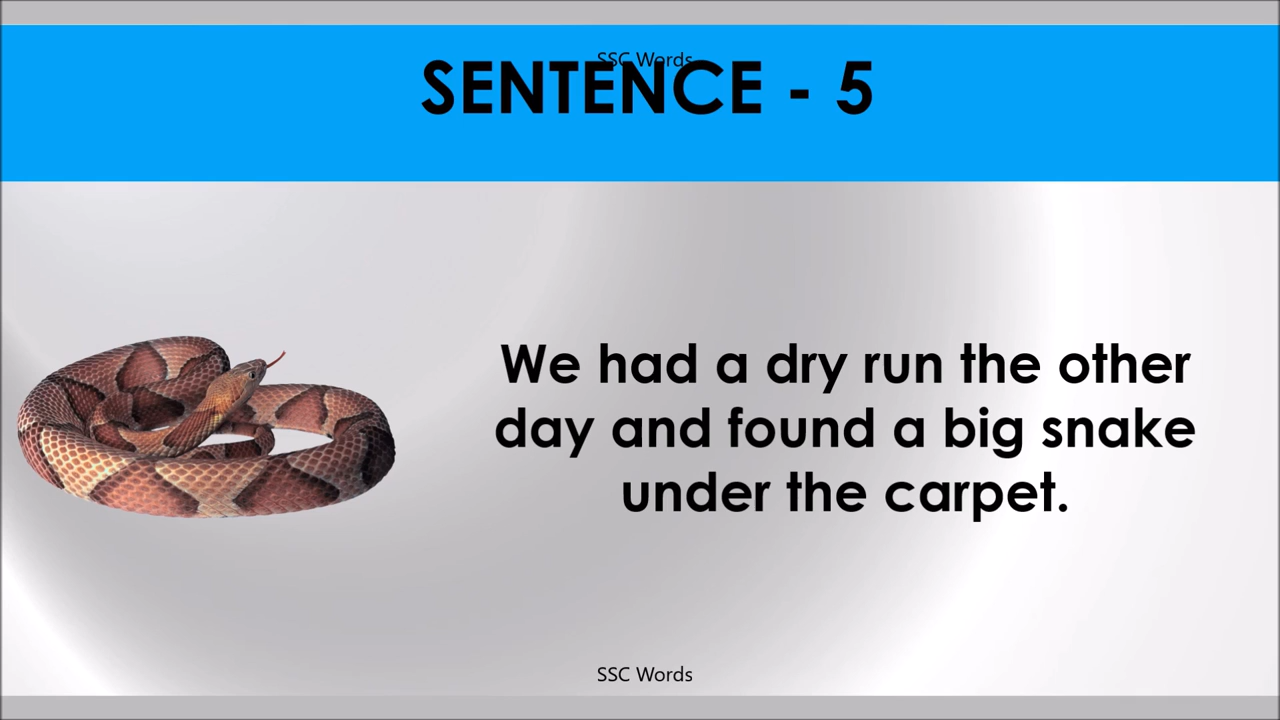 SSC Words
SENTENCE - 5
We had a dry run the other
day and found a big snake
under the carpet.
SSC Words